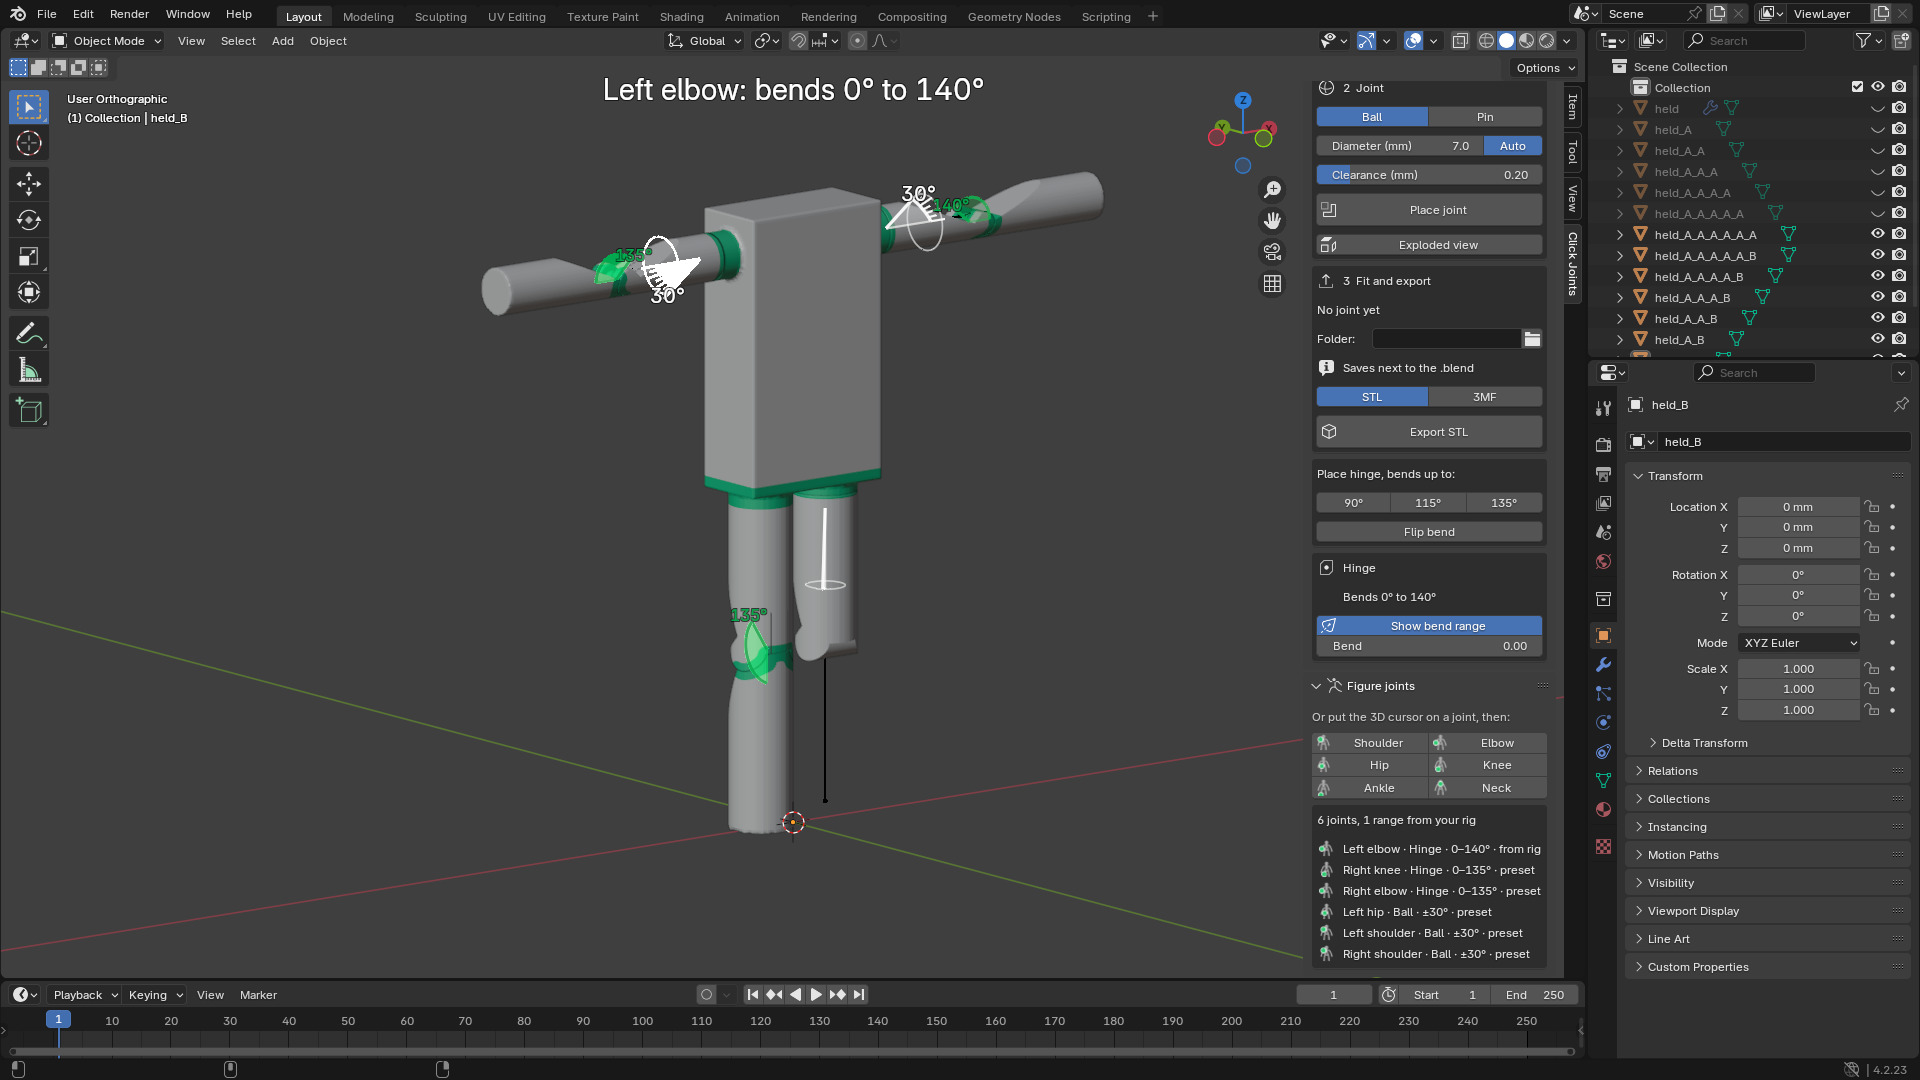 File Edit Render Window Help
Layout Modeling Sculpting UV Editing Texture Paint Shading Animation Rendering Compositing Geometry Nodes Scripting
Scene ViewLayer
Object Mode View Select Add Object
Global
Search
Options
User Orthographic
(1) Collection | held_B
Left elbow: bends 0° to 140°
Z
Y
X
30°
140°
135°
30°
135°
2 Joint
Ball Pin
Diameter (mm) 7.0 Auto
Clearance (mm) 0.20
Place joint
Exploded view
3 Fit and export
No joint yet
Folder:
Saves next to the .blend
STL 3MF
Export STL
Place hinge, bends up to:
90° 115° 135°
Flip bend
Hinge
Bends 0° to 140°
Show bend range
Bend 0.00
Figure joints
Or put the 3D cursor on a joint, then:
Shoulder Elbow
Hip Knee
Ankle Neck
6 joints, 1 range from your rig
Left elbow · Hinge · 0–140° · from rig
Right knee · Hinge · 0–135° · preset
Right elbow · Hinge · 0–135° · preset
Left hip · Ball · ±30° · preset
Left shoulder · Ball · ±30° · preset
Right shoulder · Ball · ±30° · preset
Item
Tool
View
Click Joints
Scene Collection
Collection
held
held_A
held_A_A
held_A_A_A
held_A_A_A_A
held_A_A_A_A_A
held_A_A_A_A_A_A
held_A_A_A_A_A_B
held_A_A_A_A_B
held_A_A_A_B
held_A_A_B
held_A_B
Search
held_B
held_B
Transform
Location X 0 mm
Y 0 mm
Z 0 mm
Rotation X 0°
Y 0°
Z 0°
Mode XYZ Euler
Scale X 1.000
Y 1.000
Z 1.000
Delta Transform
Relations
Collections
Instancing
Motion Paths
Visibility
Viewport Display
Line Art
Custom Properties
Playback Keying View Marker
1 Start 1 End 250
1 10 20 30 40 50 60 70 80 90 100 110 120 130 140 150 160 170 180 190 200 210 220 230 240 250
4.2.23